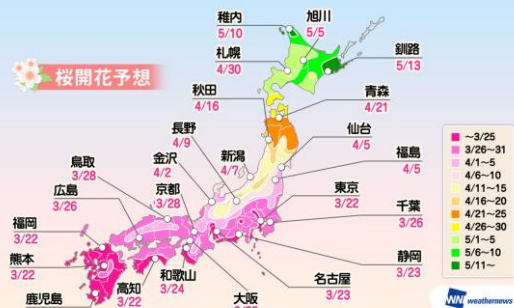 桜開花予想
稚内
5/10
旭川
5/5
札幌
4/30
釧路
5/13
秋田
4/16
青森
4/21
長野
4/9
仙台
4/5
金沢
4/2
新潟
4/7
福島
4/5
鳥取
3/28
京都
3/28
東京
3/22
広島
3/26
千葉
3/26
福岡
3/22
静岡
3/23
熊本
3/22
名古屋
3/23
鹿児島
高知
3/22
和歌山
3/24
大阪
～3/25
3/26～31
4/1～5
4/6～10
4/11～15
4/16～20
4/21～25
4/26～30
5/1～5
5/6～10
5/11～
WN weathernews